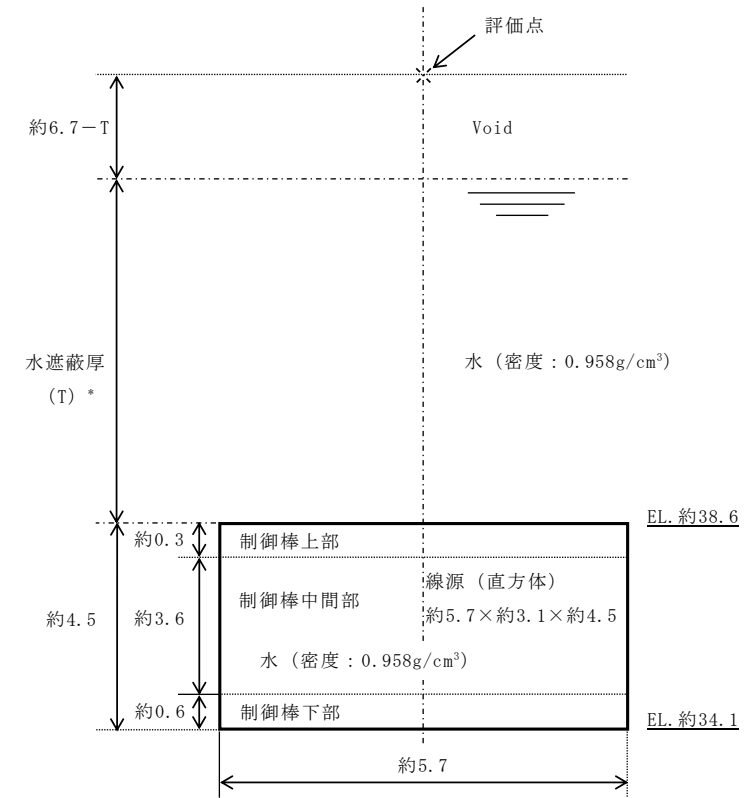 評価点
約6.7－T
Void
水遮蔽厚
（T）*
水（密度：0.958g/cm³）
EL.約38.6
約0.3
制御棒上部
線源（直方体）
制御棒中間部
約5.7×約3.1×約4.5
約4.5
約3.6
水（密度：0.958g/cm³）
約0.6
制御棒下部
EL.約34.1
約5.7